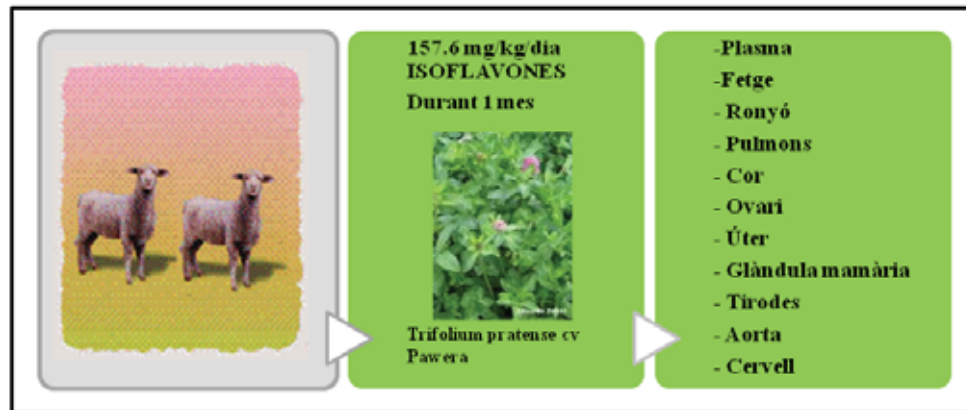 157.6 mg/kg/dia
ISOFLAVONES
Durant 1 mes
Trifolium pratense cv
Pawera
-Plasma
-Fetge
- Ronyó
- Pulmons
- Cor
- Ovari
- Úter
- Glàndula mamària
- Tirodes
- Aorta
- Cervell